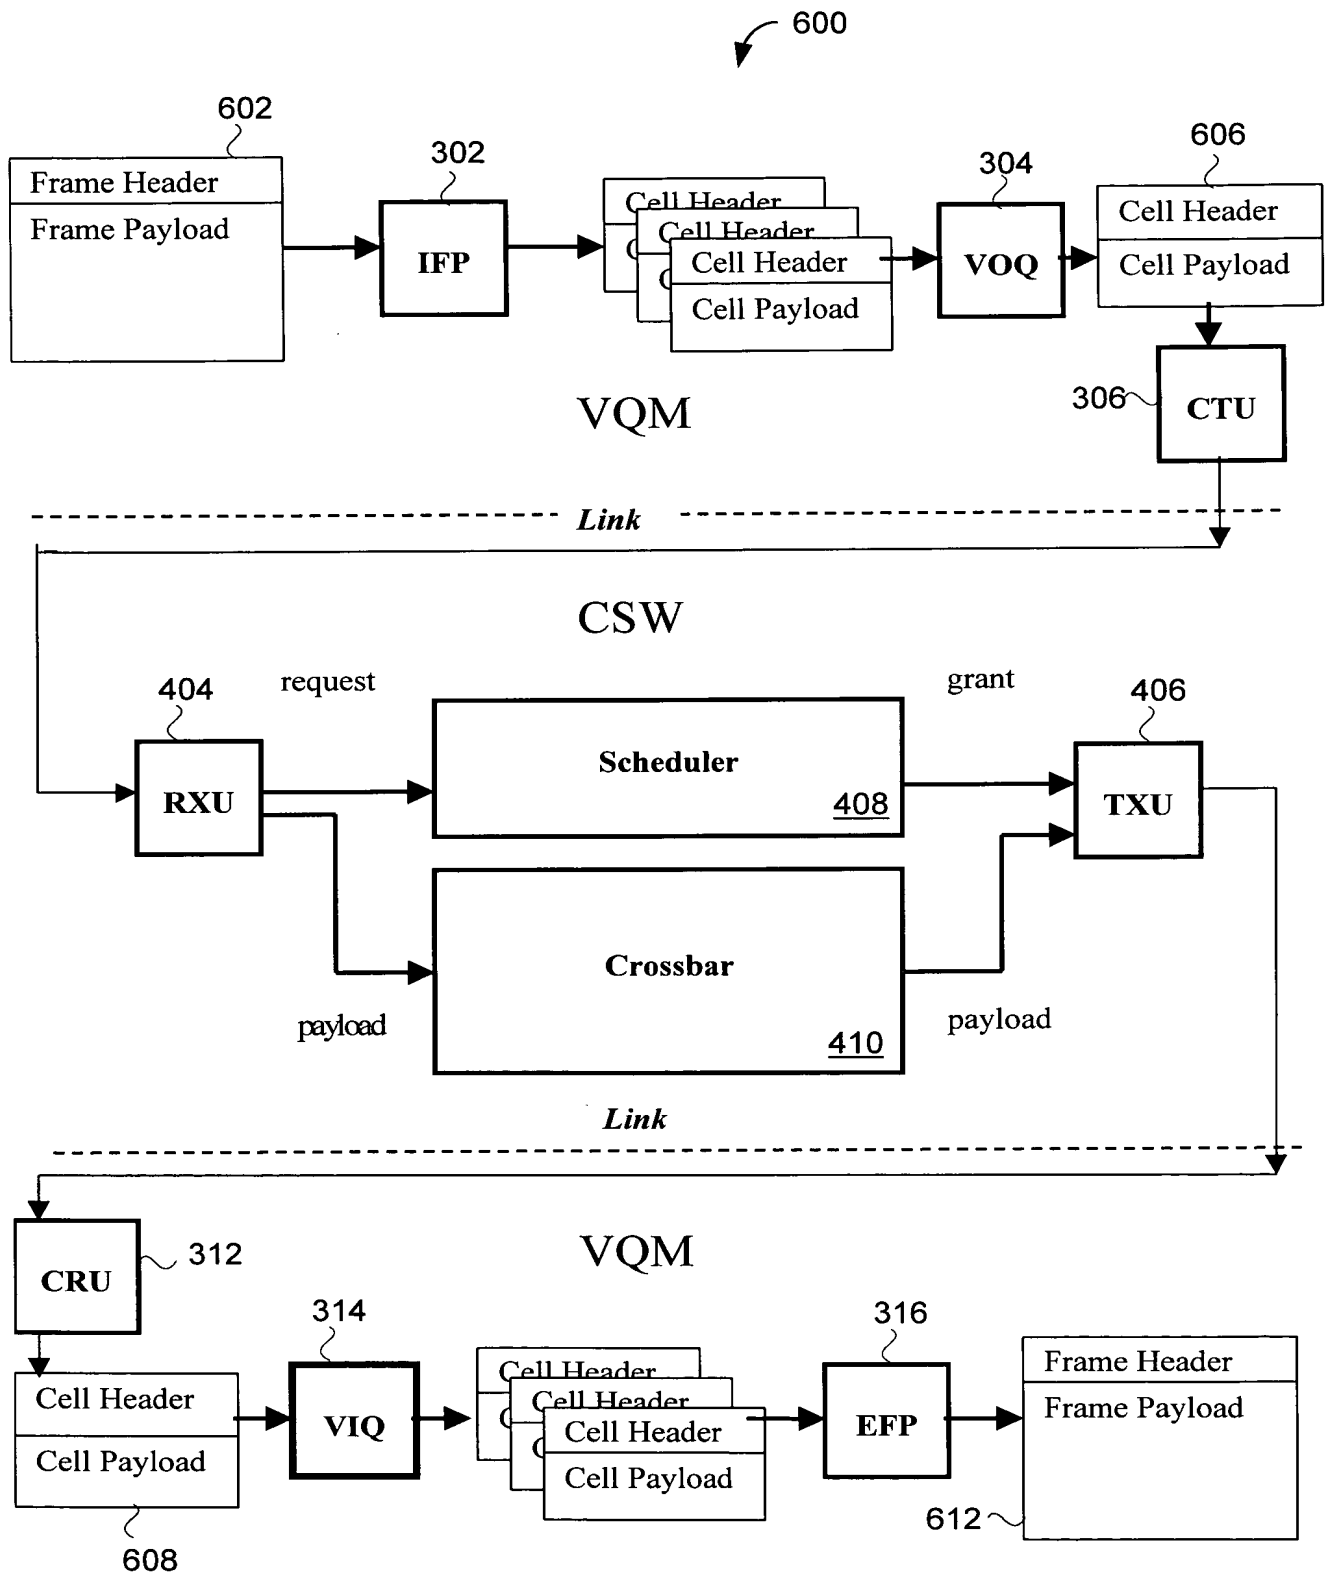 600
602
302
304
606
Frame Header
Frame Payload
IFP
Cell Header
C
Cell Header
C
Cell Header
Cell Payload
VOQ
Cell Header
Cell Payload
306
CTU
VQM
Link
CSW
404
request
grant
406
RXU
Scheduler
408
TXU
Crossbar
410
payload
payload
Link
CRU
312
VQM
314
316
Cell Header
Cell Payload
608
VIQ
Cell Header
C
Cell Header
C
Cell Header
Cell Payload
EFP
Frame Header
Frame Payload
612